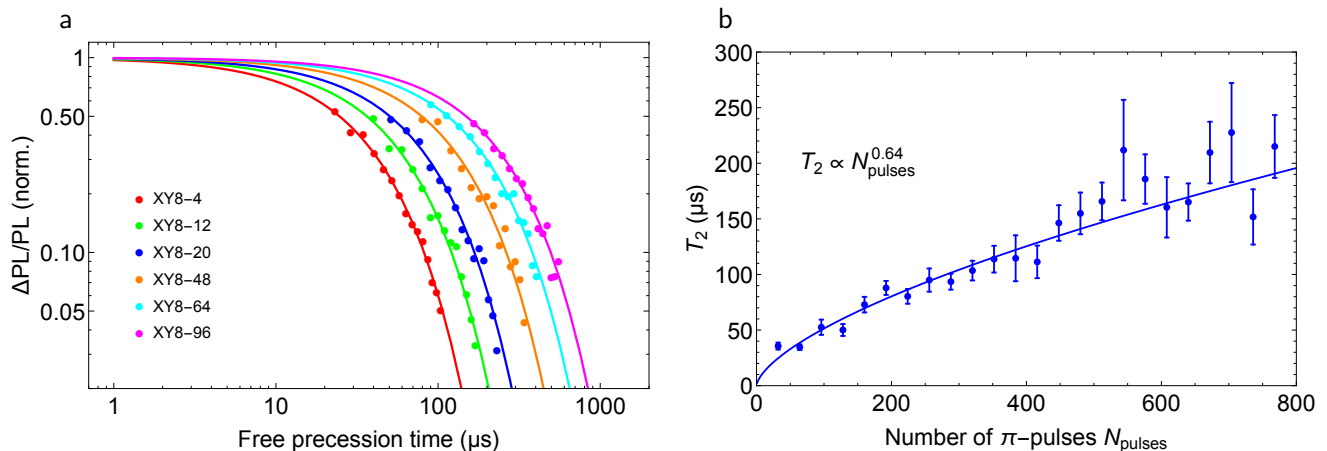 a
ΔPL/PL (norm.)
1
0.50
0.10
0.05
XY8−4
XY8−12
XY8−20
XY8−48
XY8−64
XY8−96
1
10
100
1000
Free precession time (μs)
b
T₂ (μs)
300
250
200
150
100
50
0
T₂ ∝ N_pulses^0.64
0
200
400
600
800
Number of π−pulses N_pulses